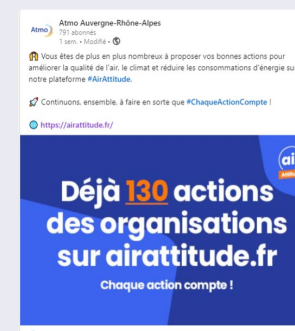 Atmo Auvergne-Rhône-Alpes
Atmo
791 abonnés
1 sem. • Modifié •
Vous êtes de plus en plus nombreux à proposer vos bonnes actions pour
améliorer la qualité de l'air, le climat et réduire les consommations d'énergie su
notre plateforme #AirAttitude.
Continuons, ensemble, à faire en sorte que #ChaqueActionCompte !
https://airattitude.fr/
ai
Déjà 130 actions
des organisations
sur airattitude.fr
Chaque action compte !